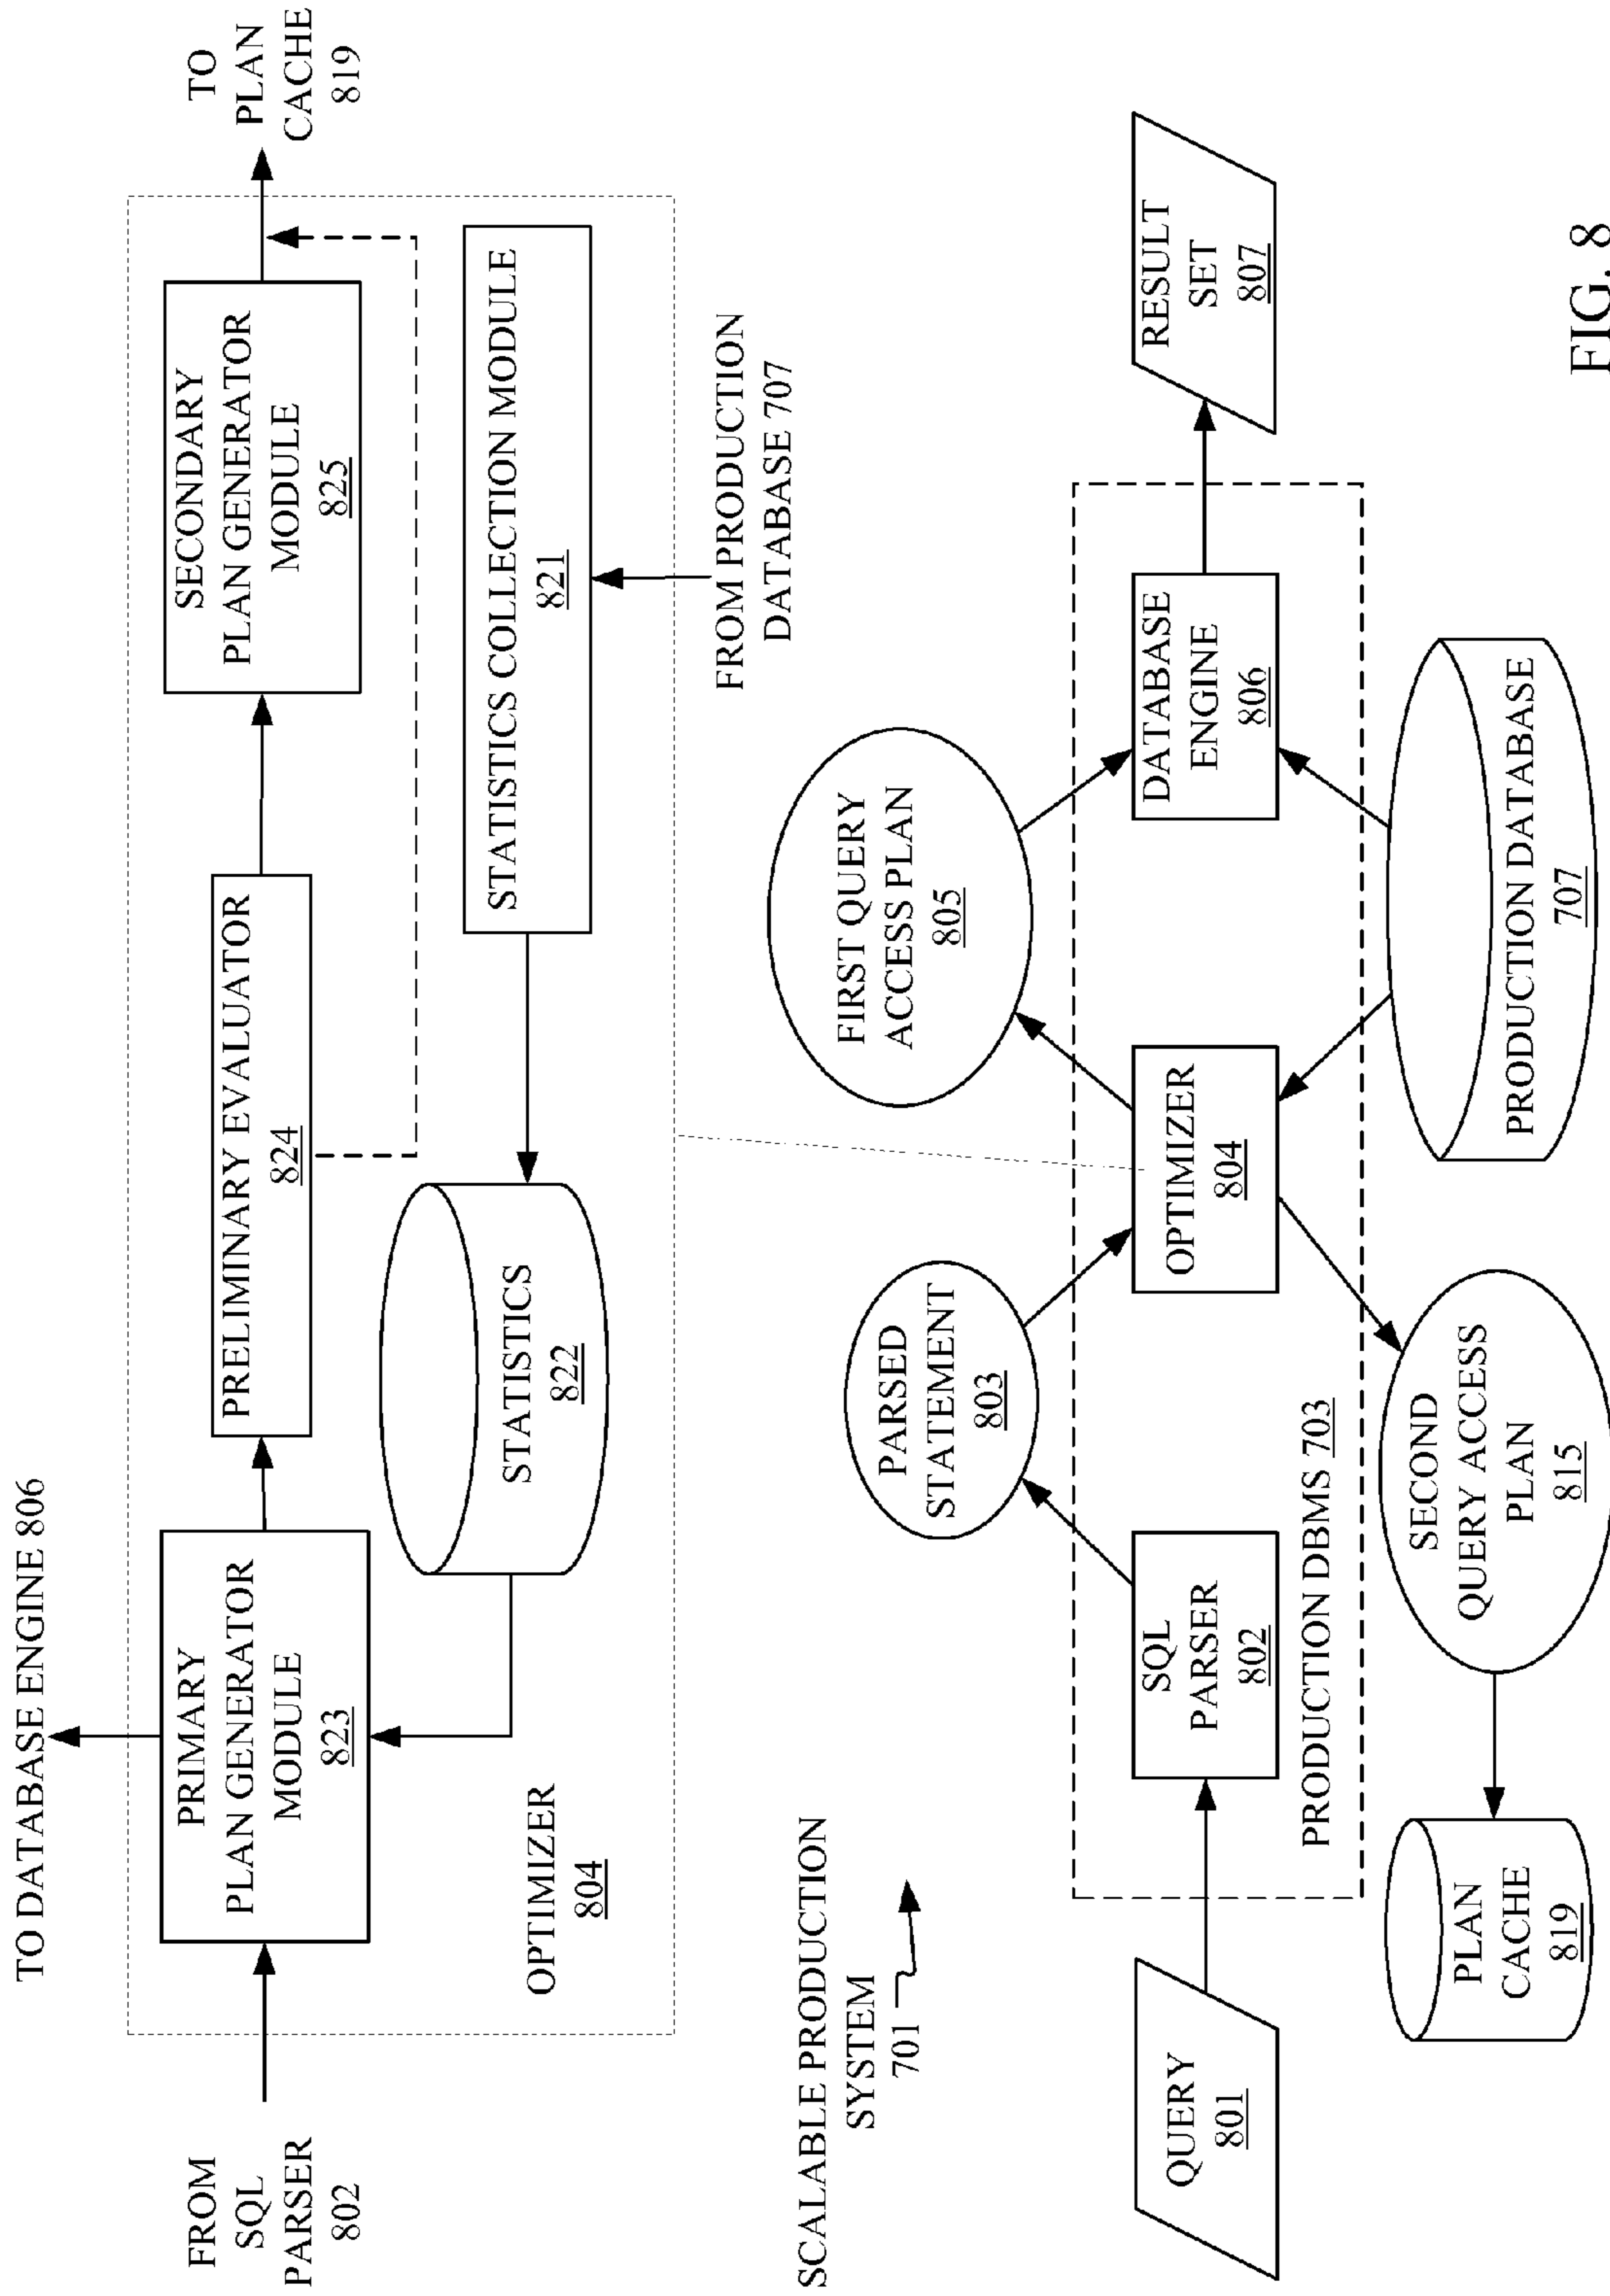 TO DATABASE ENGINE 806
FROM
SQL
PARSER
802
PRIMARY
PLAN GENERATOR
MODULE
823
PRELIMINARY EVALUATOR
824
SECONDARY
PLAN GENERATOR
MODULE
825
TO
PLAN
CACHE
819
OPTIMIZER
804
STATISTICS
822
STATISTICS COLLECTION MODULE
821
FROM PRODUCTION
DATABASE 707
SCALABLE PRODUCTION
SYSTEM
701
PARSED
STATEMENT
803
FIRST QUERY
ACCESS PLAN
805
QUERY
801
SQL
PARSER
802
OPTIMIZER
804
DATABASE
ENGINE
806
RESULT
SET
807
PRODUCTION DBMS 703
PLAN
CACHE
819
SECOND
QUERY ACCESS
PLAN
815
PRODUCTION DATABASE
707
FIG. 8